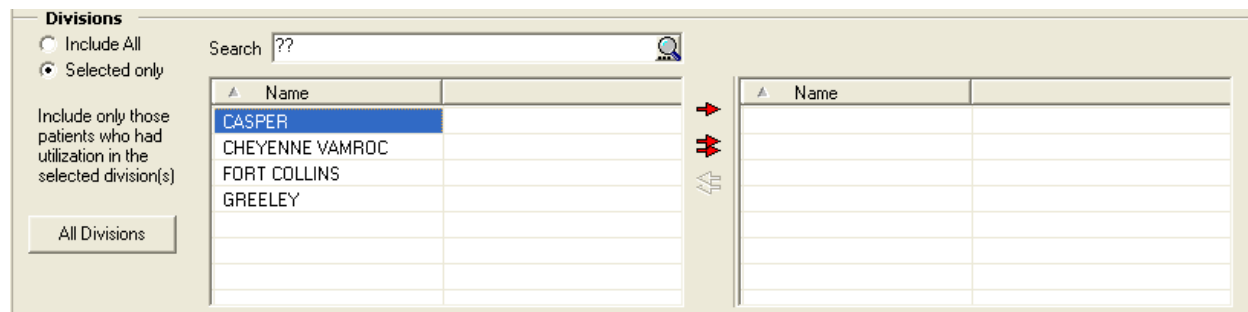 Divisions
Include All
Selected only
Search ??
Include only those
patients who had
utilization in the
selected division(s)
All Divisions
Name
CASPER
CHEYENNE VAMROC
FORT COLLINS
GREELEY
Name